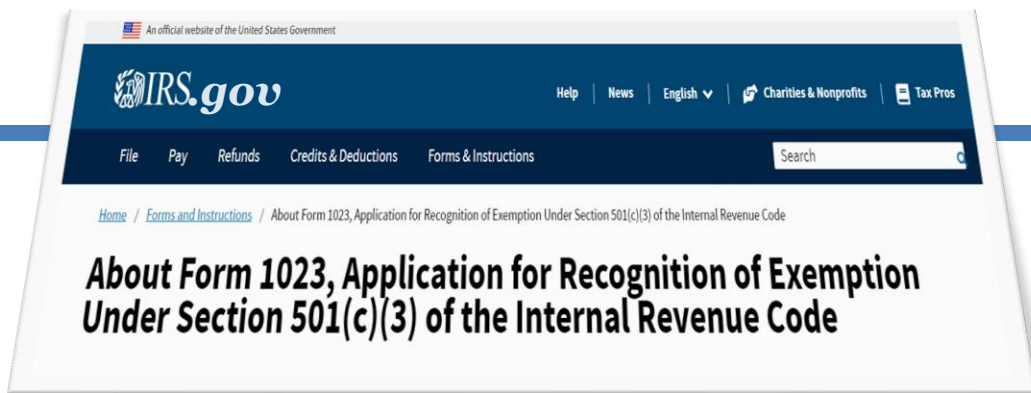 An official website of the United States Government
IRS.gov
Help | News | English | Charities & Nonprofits | Tax Pros
File Pay Refunds Credits & Deductions Forms & Instructions Search
Home / Forms and Instructions / About Form 1023, Application for Recognition of Exemption Under Section 501(c)(3) of the Internal Revenue Code
About Form 1023, Application for Recognition of Exemption
Under Section 501(c)(3) of the Internal Revenue Code